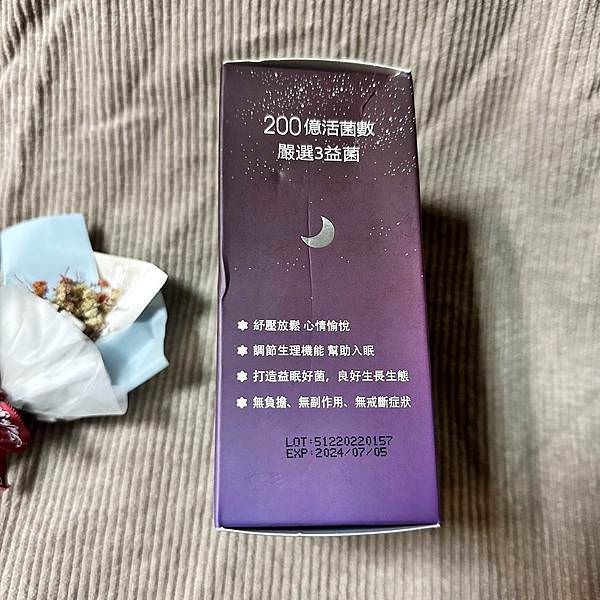 200億活菌數
嚴選3益菌
紓壓放鬆 心情愉悅
調節生理機能 幫助入眠
打造益眠好菌，良好生長生態
無負擔、無副作用、無戒斷症狀
LOT:51220220157
EXP:2024/07/05